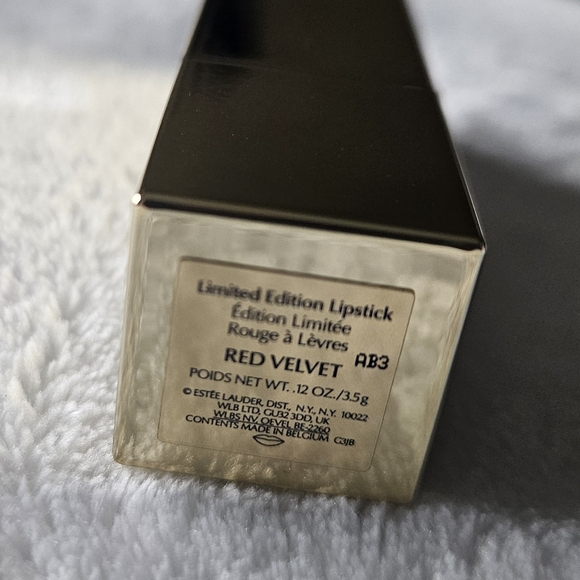 Limited Edition Lipstick
Édition Limitée
Rouge à Lèvres
RED VELVET AB3
POIDS NET WT. .12 OZ./3.5g
© ESTÉE LAUDER, DIST., N.Y., N.Y. 10022
WLB LTD, GU32 3DD, UK
WLBS NV, OEVEL BE-2260
CONTENTS MADE IN BELGIUM G3JB